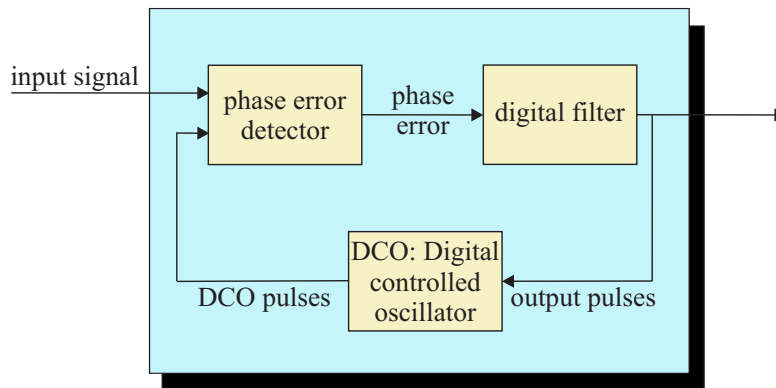 input signal
phase error
detector
phase
error
digital filter
DCO: Digital
controlled
oscillator
DCO pulses
output pulses